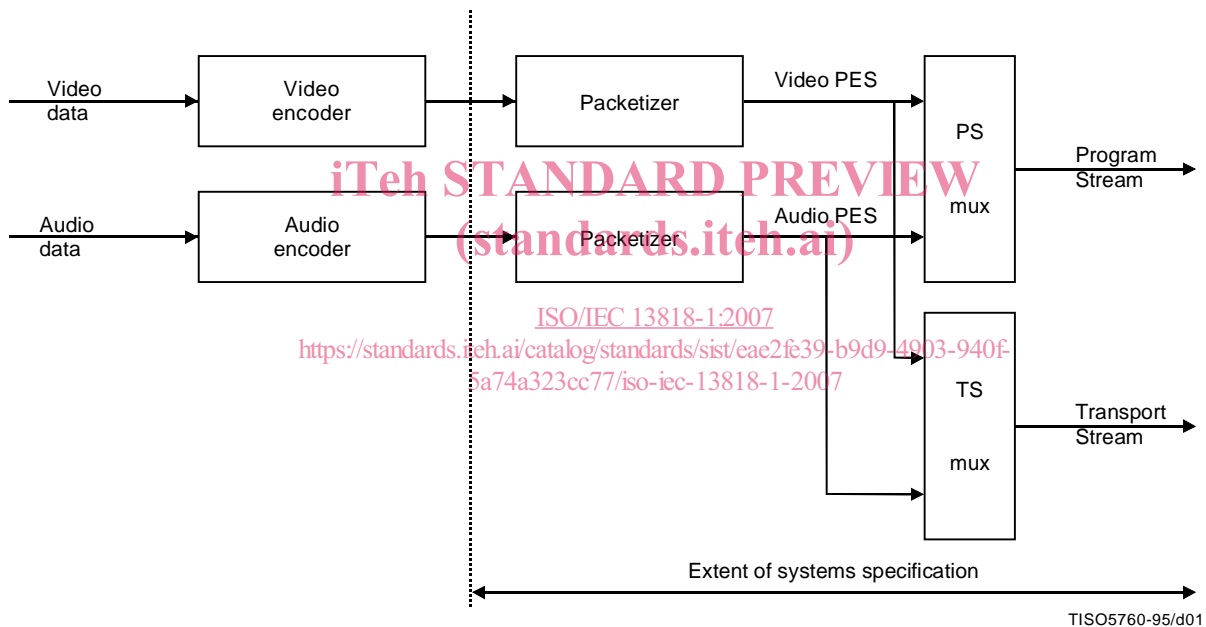 Video
data
Video
encoder
Packetizer
Video PES
PS
mux
Program
Stream
iTeh STANDARD PREVIEW
(standards.iteh.ai)
Audio
data
Audio
encoder
Packetizer
Audio PES
ISO/IEC 13818-1:2007
https://standards.iteh.ai/catalog/standards/sist/eae2fe39-b9d9-4903-940f-
5a74a323cc77/iso-iec-13818-1-2007
TS
mux
Transport
Stream
Extent of systems specification
TISO5760-95/d01